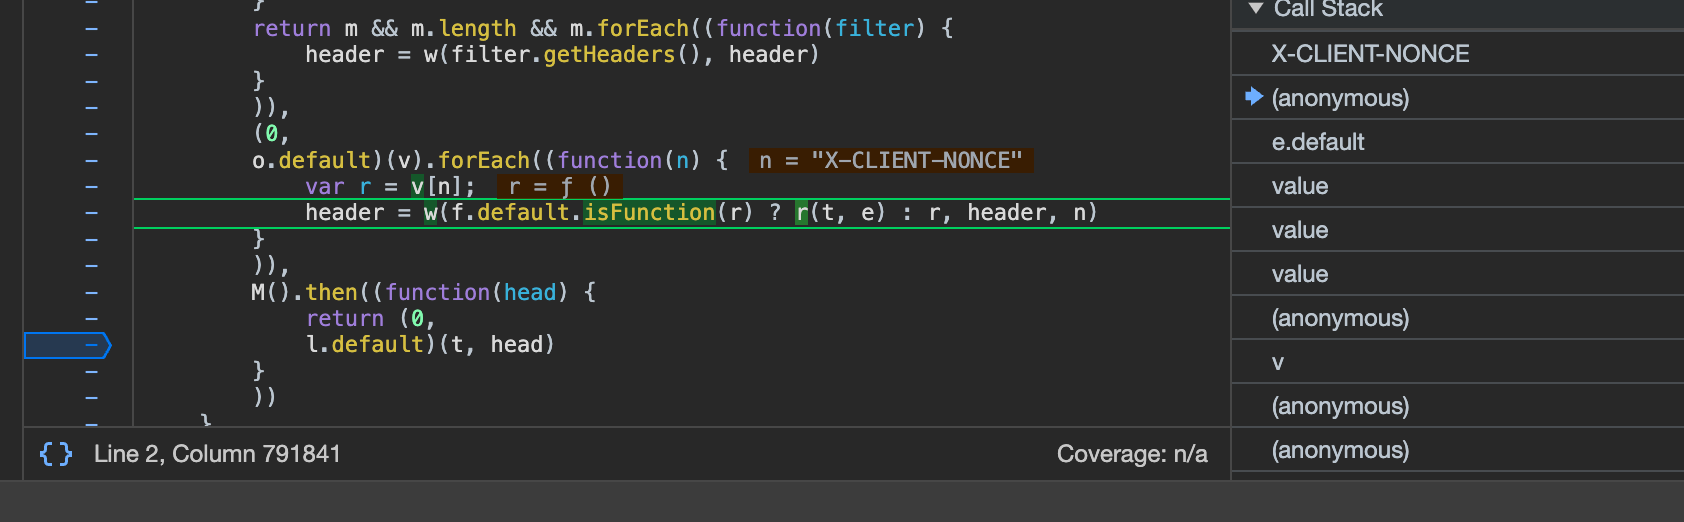 }
return m && m.length && m.forEach((function(filter) {
header = w(filter.getHeaders(), header)
}
)),
(0,
o.default)(v).forEach((function(n) { n = "X-CLIENT-NONCE"
var r = v[n]; r = ƒ ()
header = w(f.default.isFunction(r) ? r(t, e) : r, header, n)
}
)),
M().then((function(head) {
return (0,
l.default)(t, head)
}
))
}
{} Line 2, Column 791841
Coverage: n/a
Call Stack
X-CLIENT-NONCE
(anonymous)
e.default
value
value
value
(anonymous)
v
(anonymous)
(anonymous)